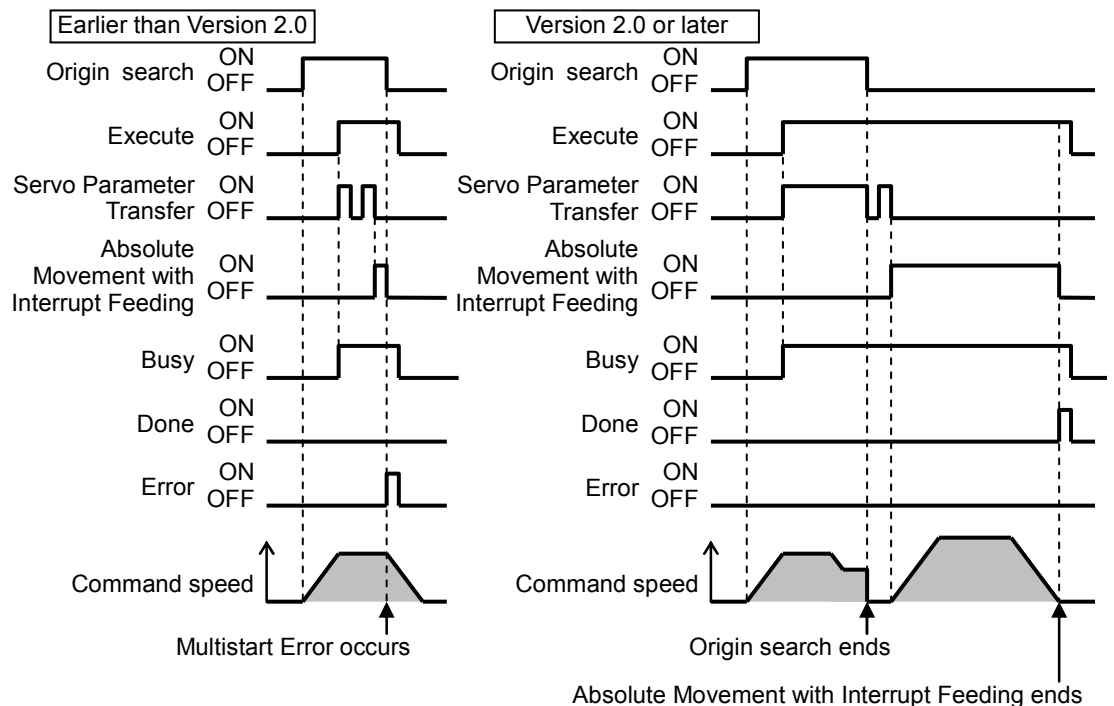 Earlier than Version 2.0
Origin search
ON
OFF
Execute
ON
OFF
Servo Parameter
Transfer
ON
OFF
Absolute
Movement with
Interrupt Feeding
ON
OFF
Busy
ON
OFF
Done
ON
OFF
Error
ON
OFF
Command speed
Multistart Error occurs
Version 2.0 or later
Origin search
ON
OFF
Execute
ON
OFF
Servo Parameter
Transfer
ON
OFF
Absolute
Movement with
Interrupt Feeding
ON
OFF
Busy
ON
OFF
Done
ON
OFF
Error
ON
OFF
Command speed
Origin search ends
Absolute Movement with Interrupt Feeding ends